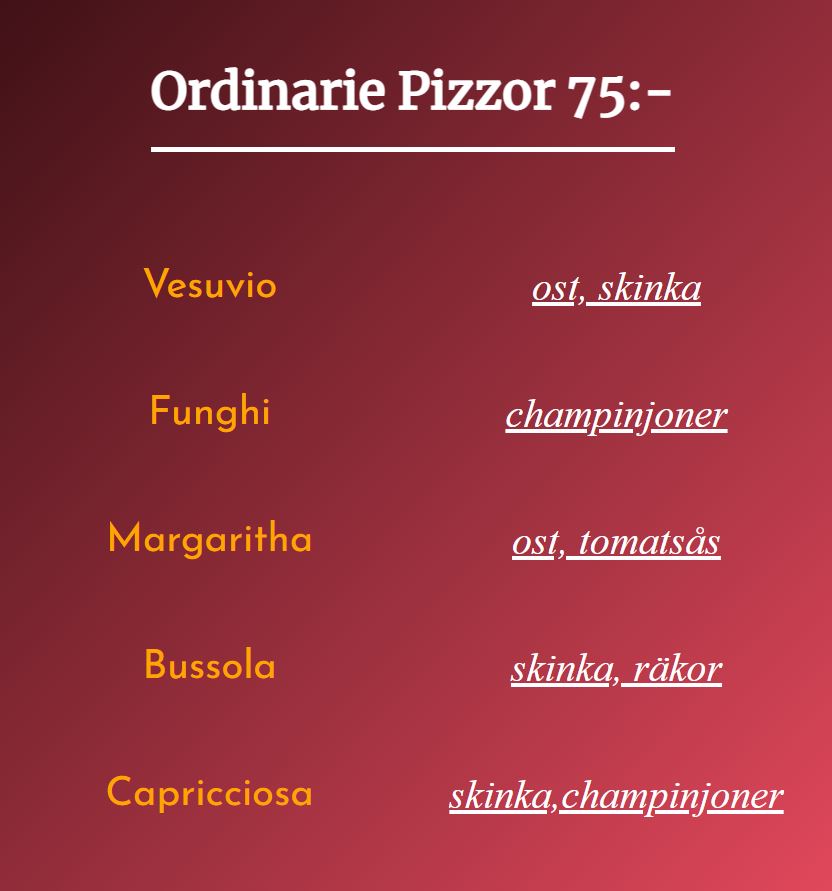 Ordinarie Pizzor 75:-
Vesuvio ost, skinka
Funghi champinjoner
Margaritha ost, tomatsås
Bussola skinka, räkor
Capricciosa skinka,champinjoner